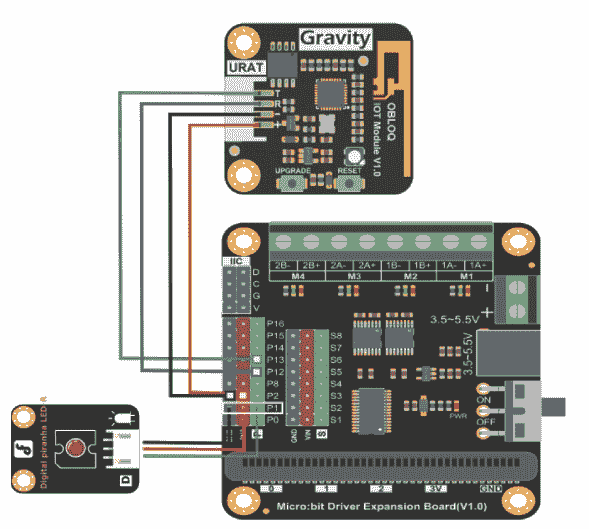 Gravity
URAT
T
R
-
+
OBLOQ
IOT Module V1.0
UPGRADE
RESET
IIC
D
C
G
V
2B- 2B+ 2A- 2A+ 1B- 1B+ 1A- 1A+
M4 M3 M2 M1
-
+
3.5~5.5V
3.5~5.5V
P16
P15
P14
P13
P12
P8
P2
P1
P0
S8
S7
S6
S5
S4
S3
S2
S1
GND
S
PWR
ON
OFF
Digital piranha LED-R
D
0 1 2 3V GND
Micro:bit Driver Expansion Board(V1.0)